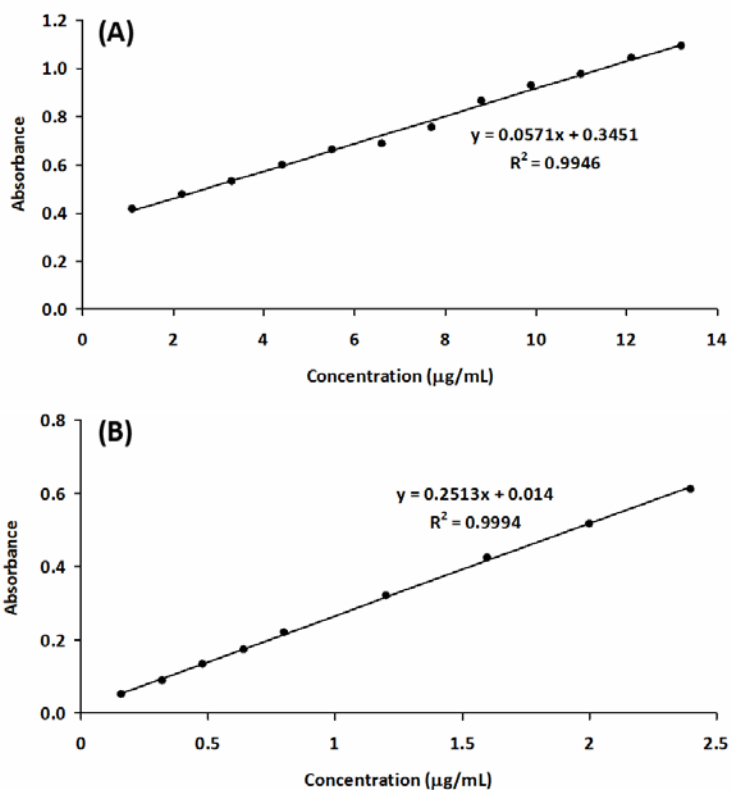 (A)
1.2
1.0
0.8
0.6
0.4
0.2
0.0
Absorbance
y = 0.0571x + 0.3451
R² = 0.9946
0 2 4 6 8 10 12 14
Concentration (μg/mL)
(B)
0.8
0.6
0.4
0.2
0.0
Absorbance
y = 0.2513x + 0.014
R² = 0.9994
0 0.5 1 1.5 2 2.5
Concentration (μg/mL)